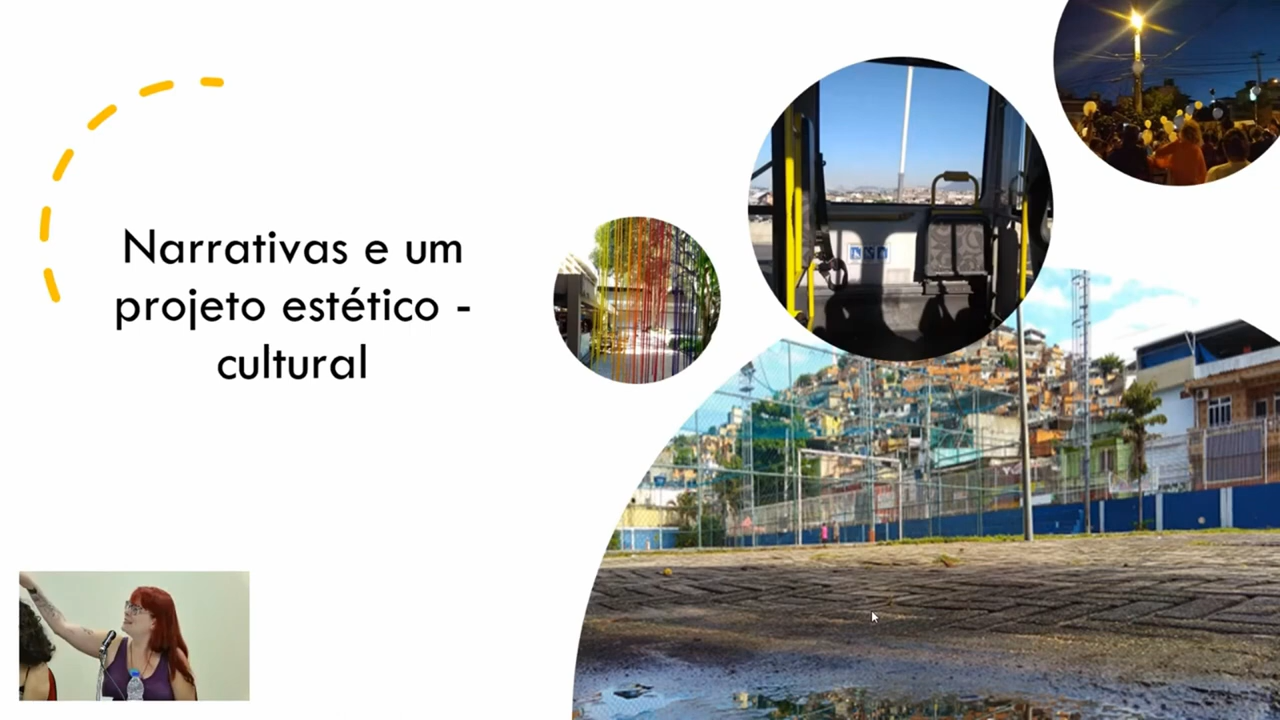 Narrativas e um
projeto estético -
cultural